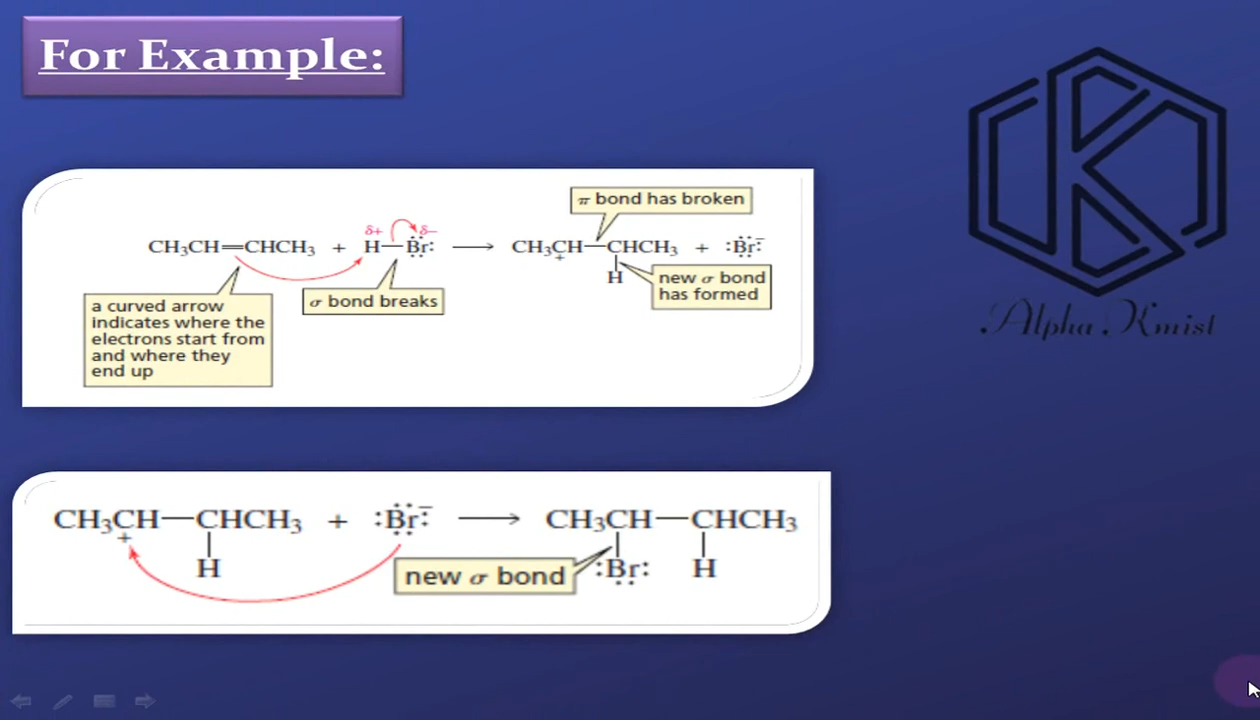 For Example:
π bond has broken
δ+ δ−
CH₃CH=CHCH₃ + H—Br: ⟶ CH₃CH—CHCH₃ + :Br:⁻
+
H
a curved arrow
indicates where the
electrons start from
and where they
end up
σ bond breaks
new σ bond
has formed
CH₃CH—CHCH₃ + :Br:⁻ ⟶ CH₃CH—CHCH₃
+
H
new σ bond
:Br: H
Alpha Kmist